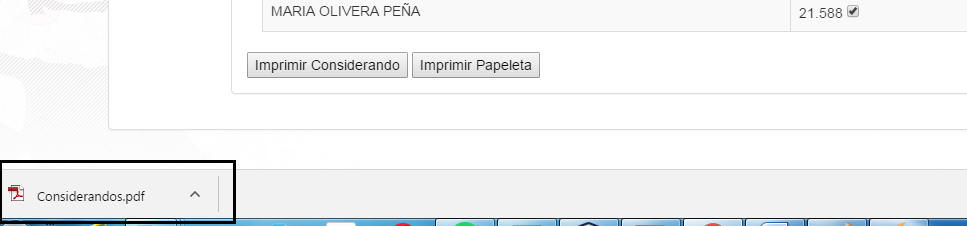 MARIA OLIVERA PEÑA 21.588
Imprimir Considerando Imprimir Papeleta
Considerandos.pdf